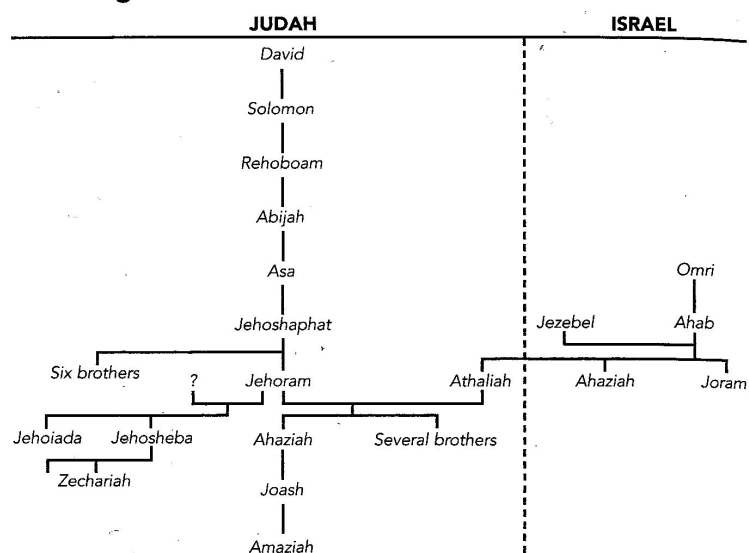 JUDAH ISRAEL
David
Solomon
Rehoboam
Abijah
Asa
Omri
Jehoshaphat
Jezebel Ahab
Six brothers ? Jehoram Athaliah Ahaziah Joram
Jehoiada Jehosheba Ahaziah Several brothers
Zechariah
Joash
Amaziah